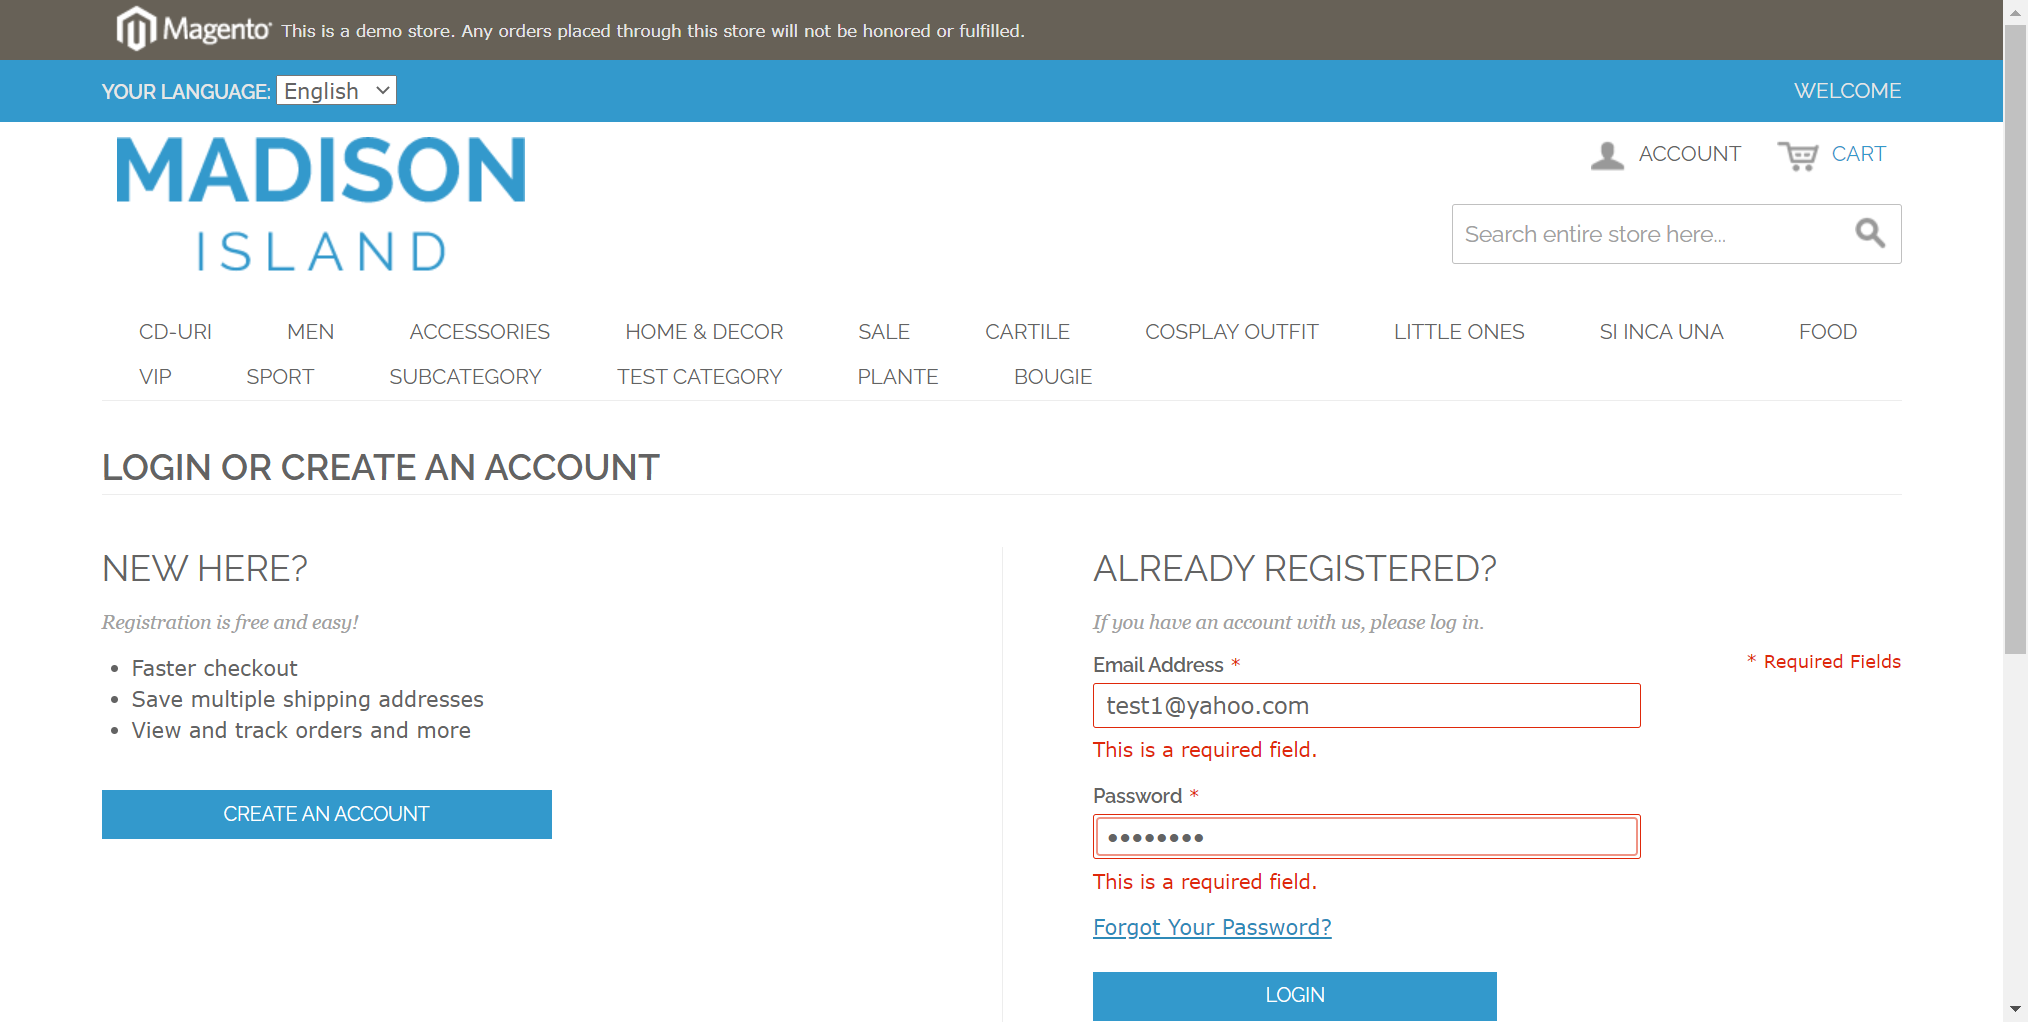 Magento® This is a demo store. Any orders placed through this store will not be honored or fulfilled.
YOUR LANGUAGE: English WELCOME
MADISON
ISLAND
ACCOUNT CART
Search entire store here...
CD-URI MEN ACCESSORIES HOME & DECOR SALE CARTILE COSPLAY OUTFIT LITTLE ONES SI INCA UNA FOOD
VIP SPORT SUBCATEGORY TEST CATEGORY PLANTE BOUGIE
LOGIN OR CREATE AN ACCOUNT
NEW HERE?
Registration is free and easy!
• Faster checkout
• Save multiple shipping addresses
• View and track orders and more
CREATE AN ACCOUNT
ALREADY REGISTERED?
If you have an account with us, please log in.
* Required Fields
Email Address *
test1@yahoo.com
This is a required field.
Password *
••••••••
This is a required field.
Forgot Your Password?
LOGIN